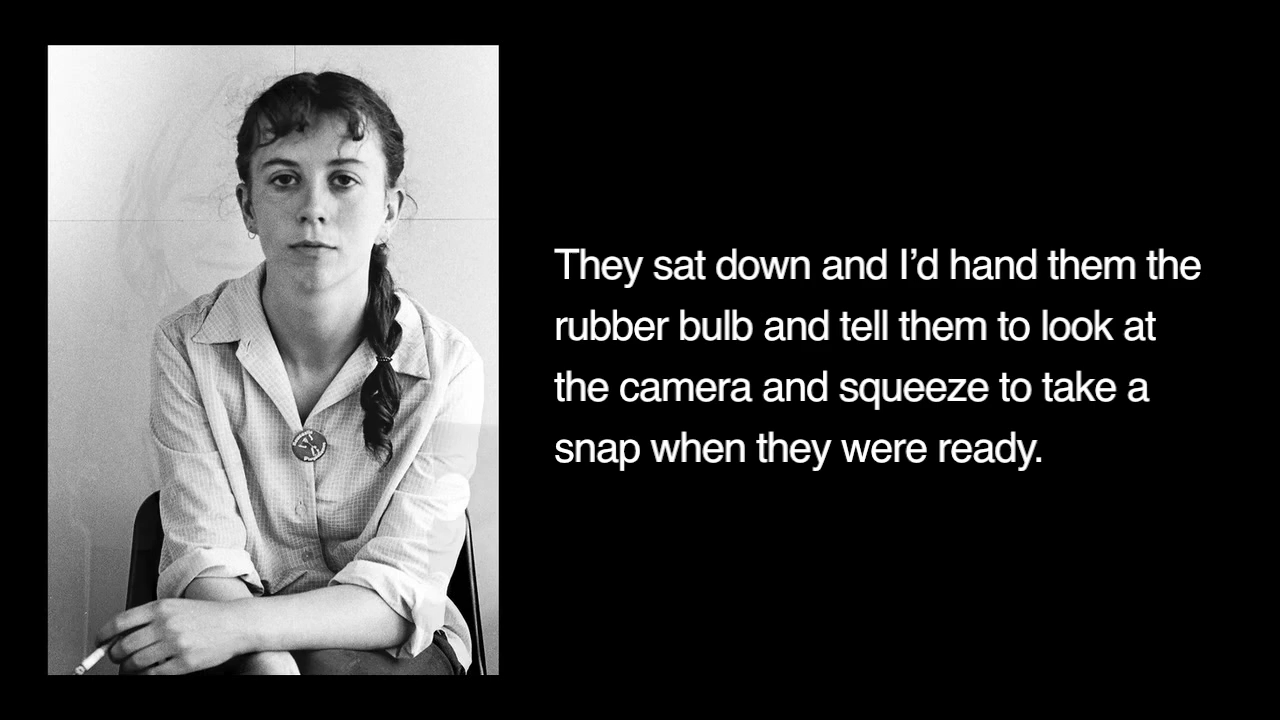 They sat down and I’d hand them the
rubber bulb and tell them to look at
the camera and squeeze to take a
snap when they were ready.